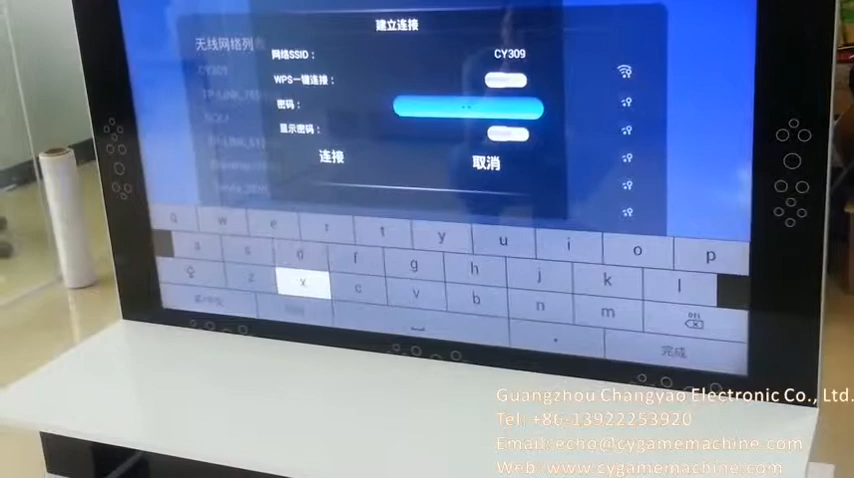 建立连接
无线网络列表
网络SSID：
CY309
CY309
WPS一键连接：
密码：
显示密码：
连接
取消
q w e r t y u i o p
a s d f g h j k l
z x c v b n m DEL
完成
Guangzhou Changyao Electronic Co., Ltd.
Tel: +86-13922253920
Email: echo@cygamemachine.com
Web: www.cygamemachine.com